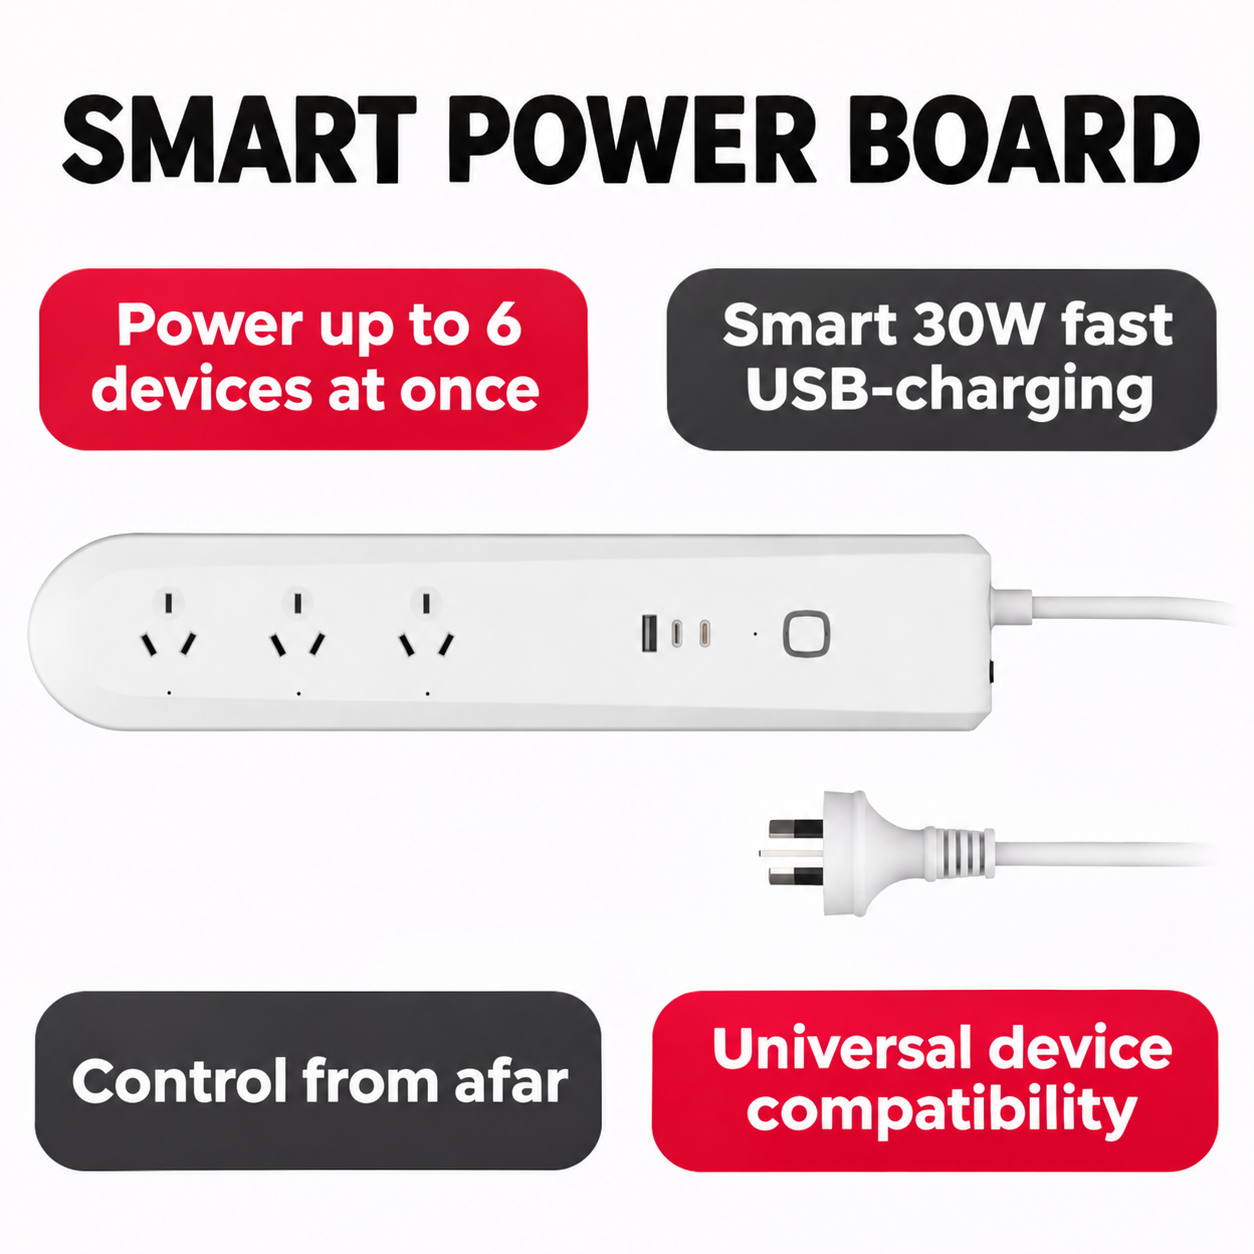 SMART POWER BOARD
Power up to 6
devices at once
Smart 30W fast
USB-charging
Control from afar
Universal device
compatibility